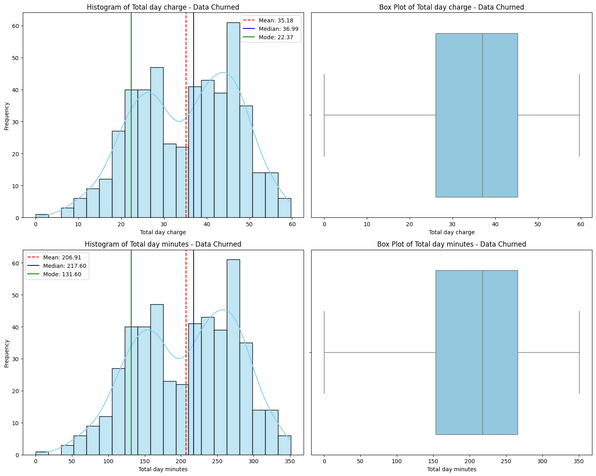 Histogram of Total day charge - Data Churned
Mean: 35.18
Median: 36.99
Mode: 22.37
Frequency
60
50
40
30
20
10
0
0 10 20 30 40 50 60
Total day charge
Box Plot of Total day charge - Data Churned
0 10 20 30 40 50 60
Total day charge
Histogram of Total day minutes - Data Churned
Mean: 206.91
Median: 217.60
Mode: 131.60
Frequency
60
50
40
30
20
10
0
0 50 100 150 200 250 300 350
Total day minutes
Box Plot of Total day minutes - Data Churned
0 50 100 150 200 250 300 350
Total day minutes